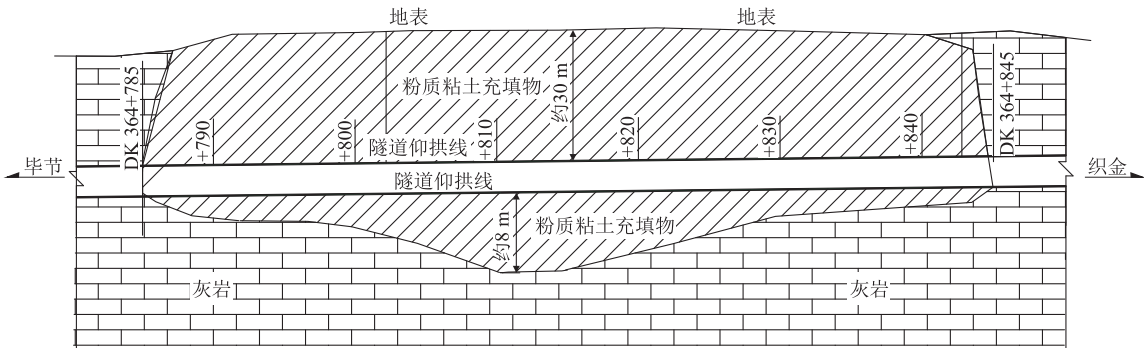 地表
地表
DK 364+785
粉质粘土充填物
约30 m
DK 364+845
+790
+800
+810
+820
+830
+840
隧道仰拱线
毕节
隧道仰拱线
织金
约8 m
粉质粘土充填物
灰岩
灰岩